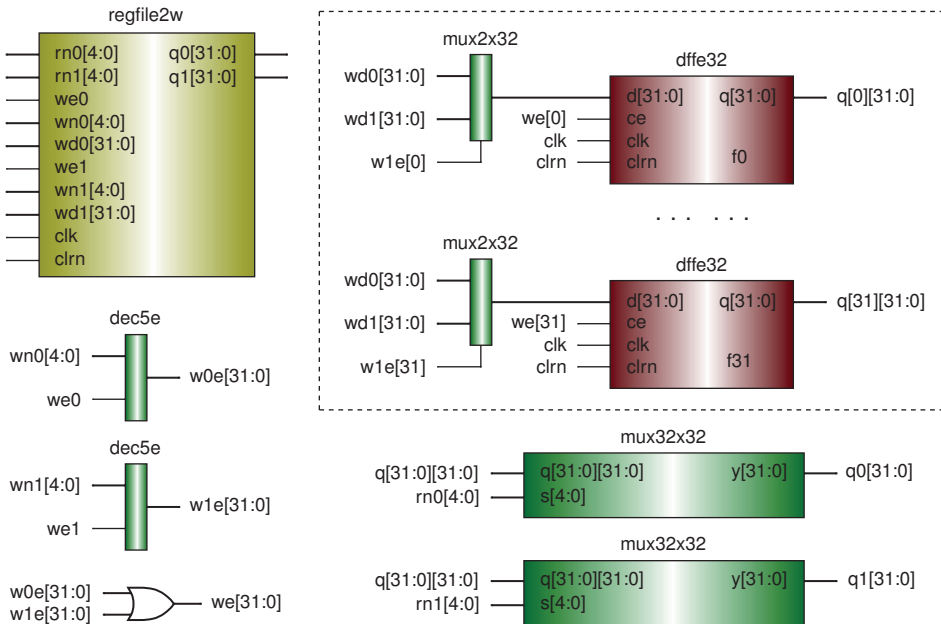 regfile2w
rn0[4:0] q0[31:0]
rn1[4:0] q1[31:0]
we0
wn0[4:0]
wd0[31:0]
we1
wn1[4:0]
wd1[31:0]
clk
clrn
dec5e
wn0[4:0]
w0e[31:0]
we0
dec5e
wn1[4:0]
w1e[31:0]
we1
w0e[31:0]
w1e[31:0]
we[31:0]
mux2x32
wd0[31:0]
wd1[31:0]
w1e[0]
dffe32
d[31:0] q[31:0] q[0][31:0]
we[0] ce
clk clk
clrn clrn
f0
. . . . . .
mux2x32
wd0[31:0]
wd1[31:0]
w1e[31]
dffe32
d[31:0] q[31:0] q[31][31:0]
we[31] ce
clk clk
clrn clrn
f31
mux32x32
q[31:0][31:0] q[31:0][31:0] y[31:0] q0[31:0]
rn0[4:0] s[4:0]
mux32x32
q[31:0][31:0] q[31:0][31:0] y[31:0] q1[31:0]
rn1[4:0] s[4:0]